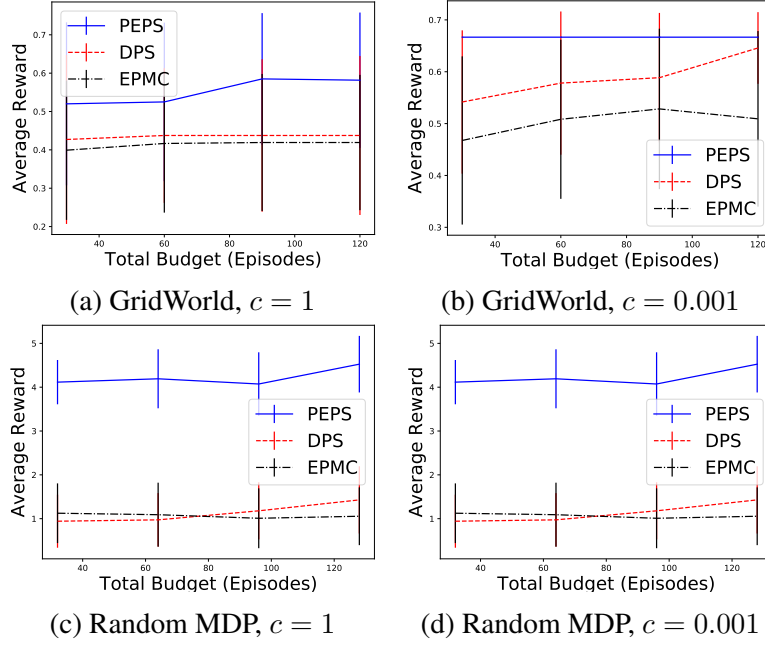 PEPS
DPS
EPMC
0.7
0.6
0.5
0.4
0.3
0.2
Average Reward
40
60
80
100
120
Total Budget (Episodes)
(a) GridWorld, c = 1
0.7
0.6
0.5
0.4
0.3
Average Reward
PEPS
DPS
EPMC
40
60
80
100
120
Total Budget (Episodes)
(b) GridWorld, c = 0.001
5
4
3
2
1
Average Reward
PEPS
DPS
EPMC
40
60
80
100
120
Total Budget (Episodes)
(c) Random MDP, c = 1
5
4
3
2
1
Average Reward
PEPS
DPS
EPMC
40
60
80
100
120
Total Budget (Episodes)
(d) Random MDP, c = 0.001